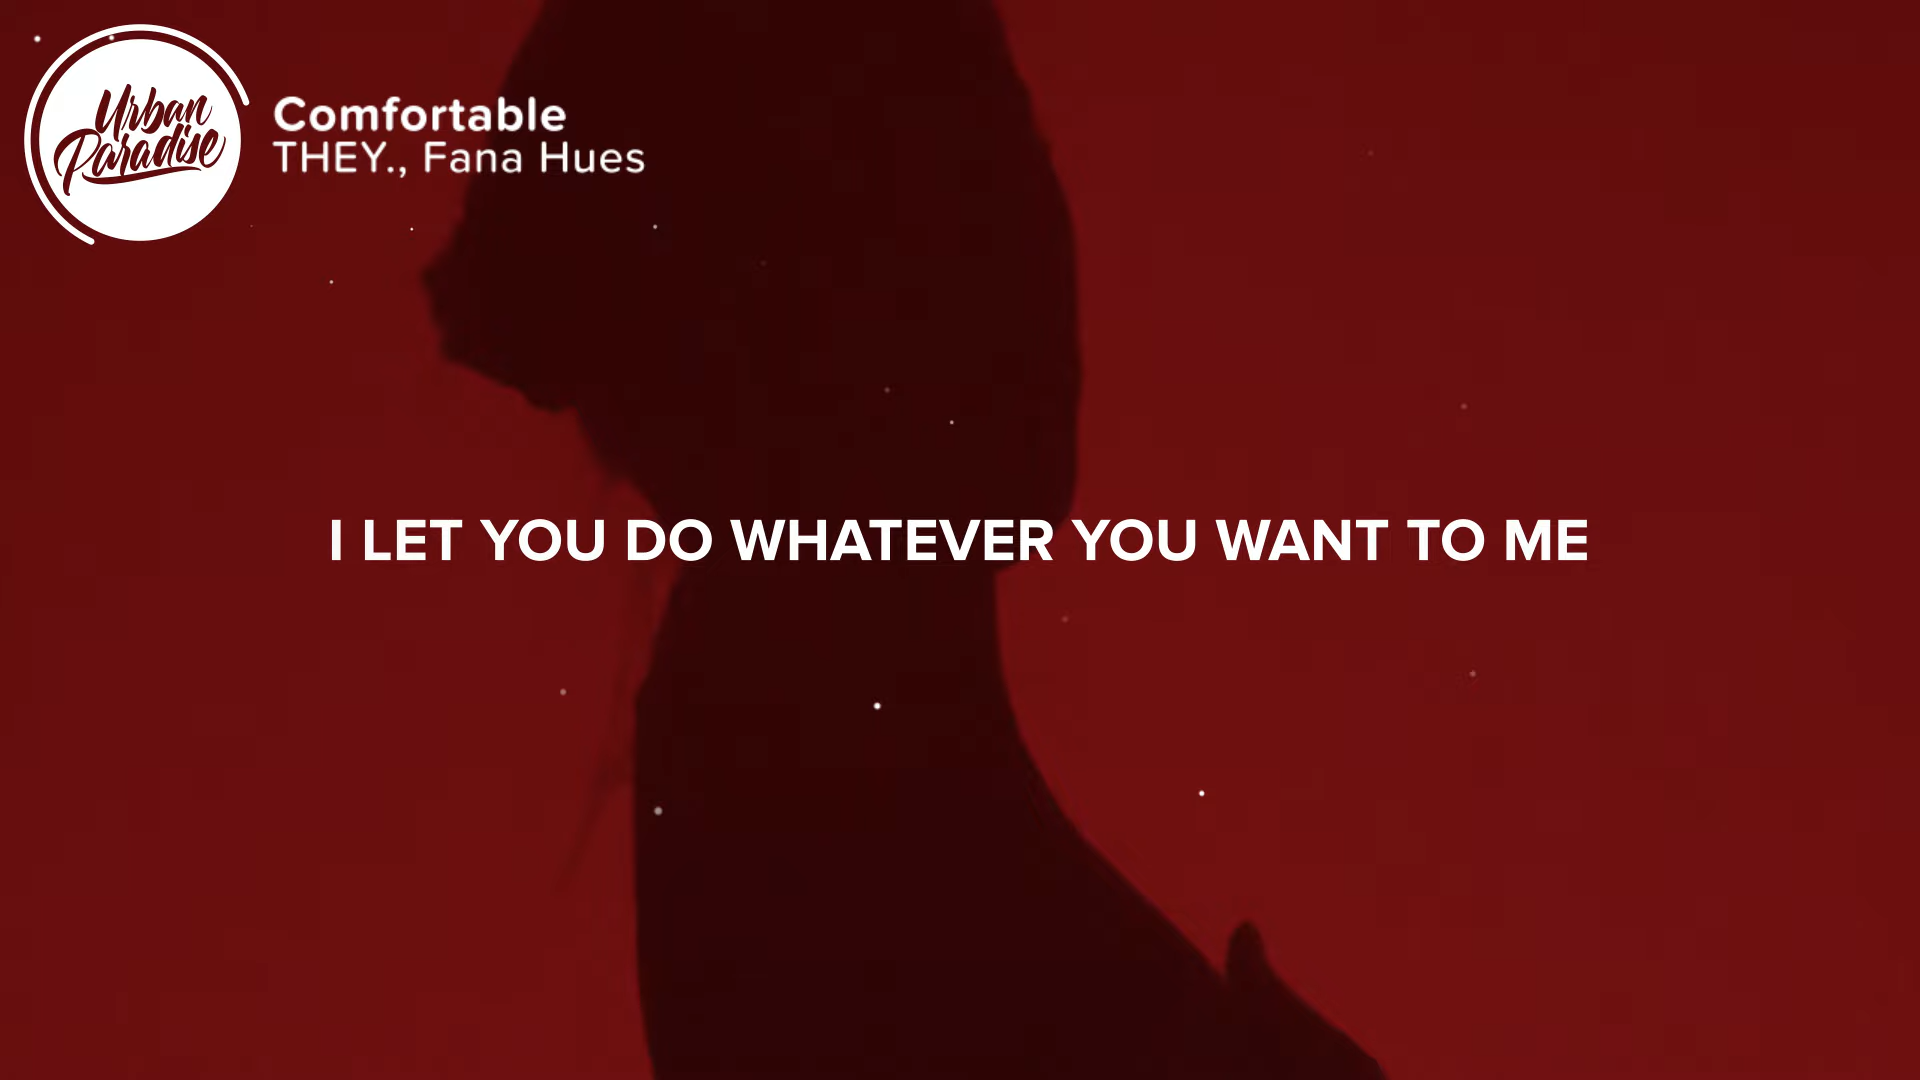 Urban
Paradise
Comfortable
THEY., Fana Hues
I LET YOU DO WHATEVER YOU WANT TO ME